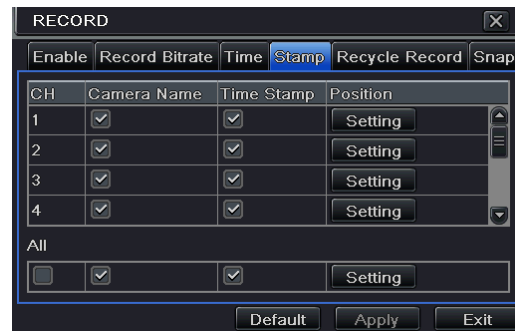 RECORD
Enable Record Bitrate Time Stamp Recycle Record Snap
CH Camera Name Time Stamp Position
1 Setting
2 Setting
3 Setting
4 Setting
All
Setting
Default Apply Exit